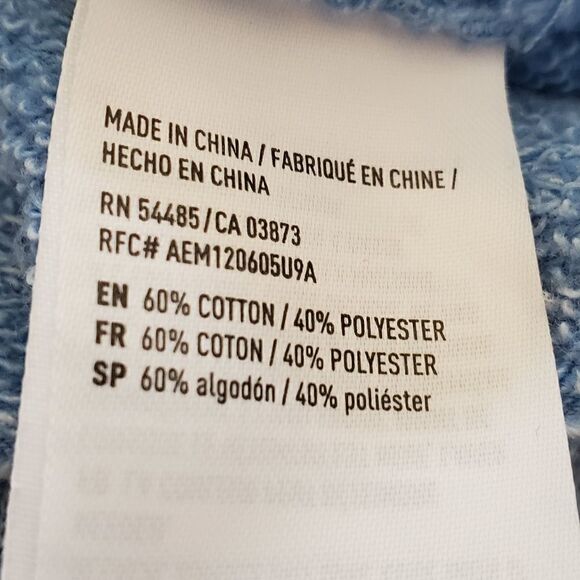 MADE IN CHINA / FABRIQUÉ EN CHINE /
HECHO EN CHINA
RN 54485/CA 03873
RFC# AEM120605U9A
EN 60% COTTON / 40% POLYESTER
FR 60% COTON / 40% POLYESTER
SP 60% algodón / 40% poliéster